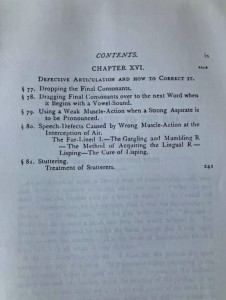 CONTENTS.
ix
CHAPTER XVI.
PAGE
DEFECTIVE ARTICULATION AND HOW TO CORRECT IT.
§ 77. Dropping the Final Consonants.
§ 78. Dragging Final Consonants over to the next Word when
it Begins with a Vowel-Sound.
§ 79. Using a Weak Muscle-Action when a Strong Aspirate is
to be Pronounced.
§ 80. Speech-Defects Caused by Wrong Muscle-Action at the
Interception of Air.
The L—The Gargling and Mumbling R
—The Method of Acquiring the Lingual R—
Lisping—The Cure of Lisping.
§ 81. Stuttering.
Treatment of Stutterers.
241